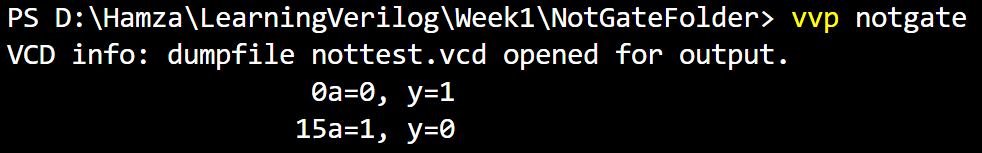 PS D:\Hamza\LearningVerilog\Week1\NotGateFolder> vvp notgate
VCD info: dumpfile nottest.vcd opened for output.
                   0a=0, y=1
                  15a=1, y=0